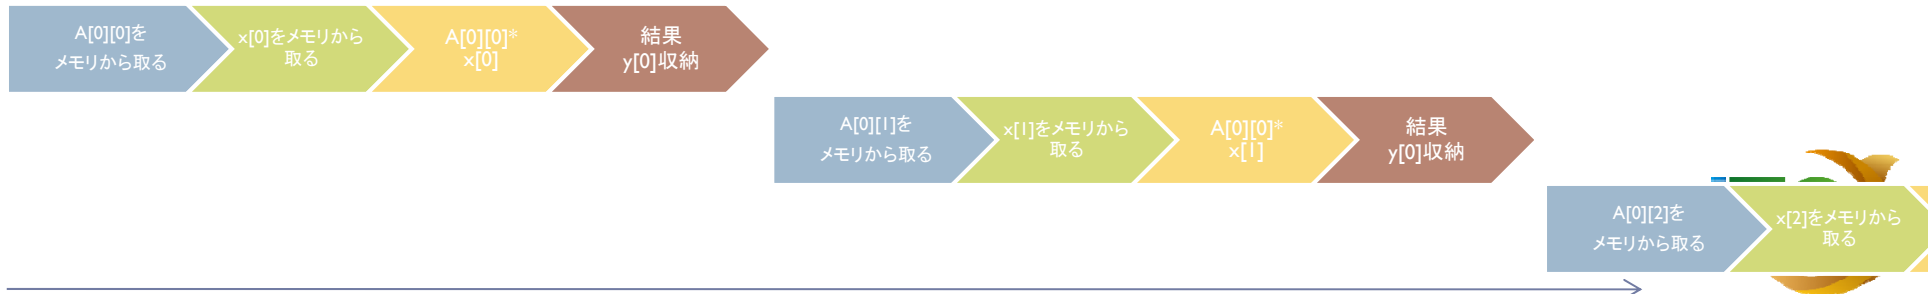 A[0][0]を
メモリから取る
x[0]をメモリから
取る
A[0][0]*
x[0]
結果
y[0]収納
A[0][1]を
メモリから取る
x[1]をメモリから
取る
A[0][0]*
x[1]
結果
y[0]収納
A[0][2]を
メモリから取る
x[2]をメモリから
取る